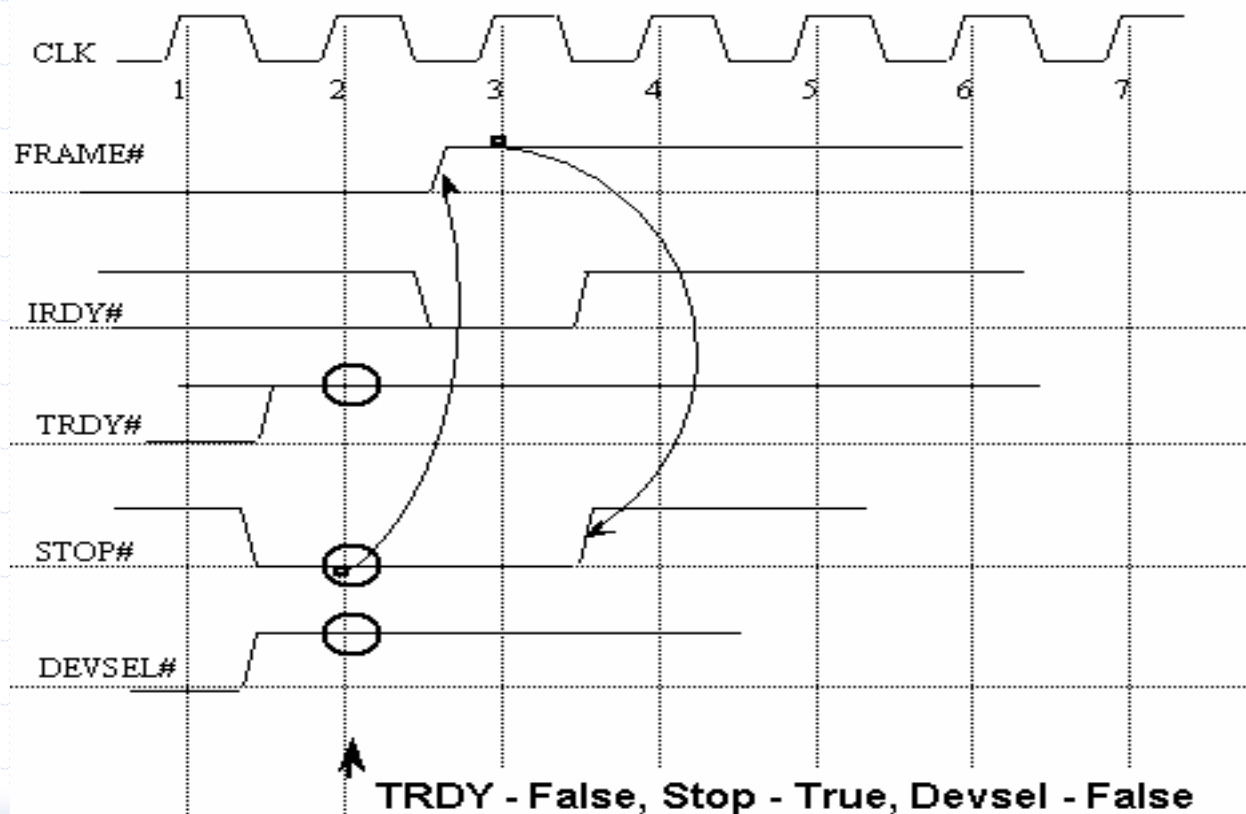 CLK
1 2 3 4 5 6 7
FRAME#
IRDY#
TRDY#
STOP#
DEVSEL#
TRDY - False, Stop - True, Devsel - False